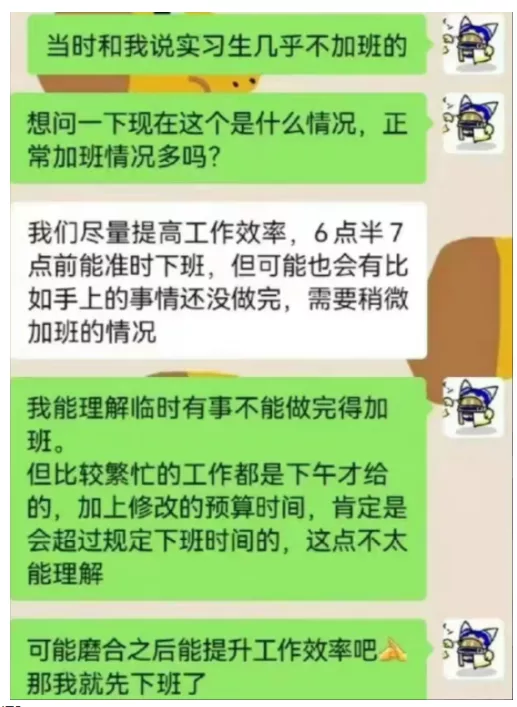 当时和我说实习生几乎不加班的
想问一下现在这个是什么情况，正
常加班情况多吗？
我们尽量提高工作效率，6点半7
点前能准时下班，但可能也会有比
如手上的事情还没做完，需要稍微
加班的情况
我能理解临时有事不能做完得加
班。
但比较繁忙的工作都是下午才给
的，加上修改的预算时间，肯定是
会超过规定下班时间的，这点不太
能理解
可能磨合之后能提升工作效率吧🙏
那我就先下班了